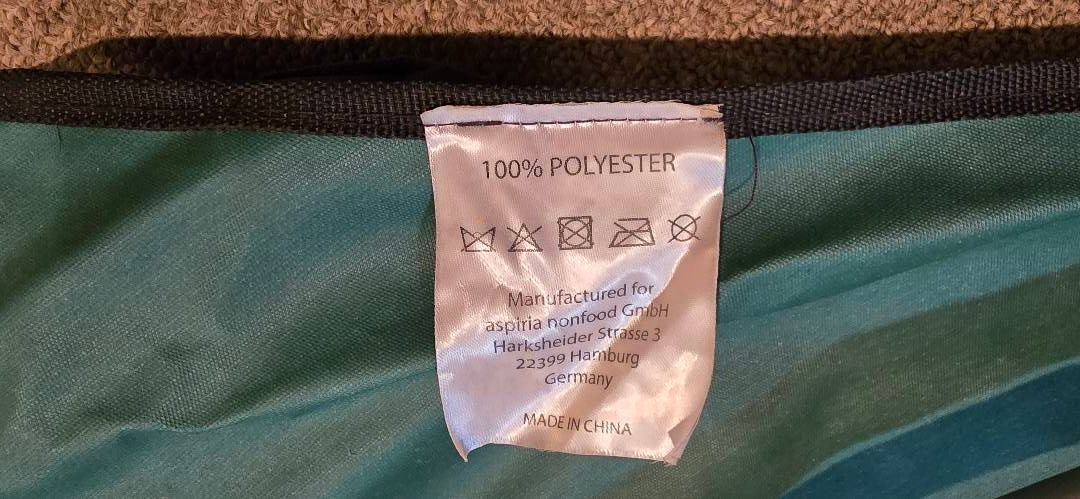 100% POLYESTER
Manufactured for
aspiria nonfood GmbH
Harksheider Strasse 3
22399 Hamburg
Germany
MADE IN CHINA